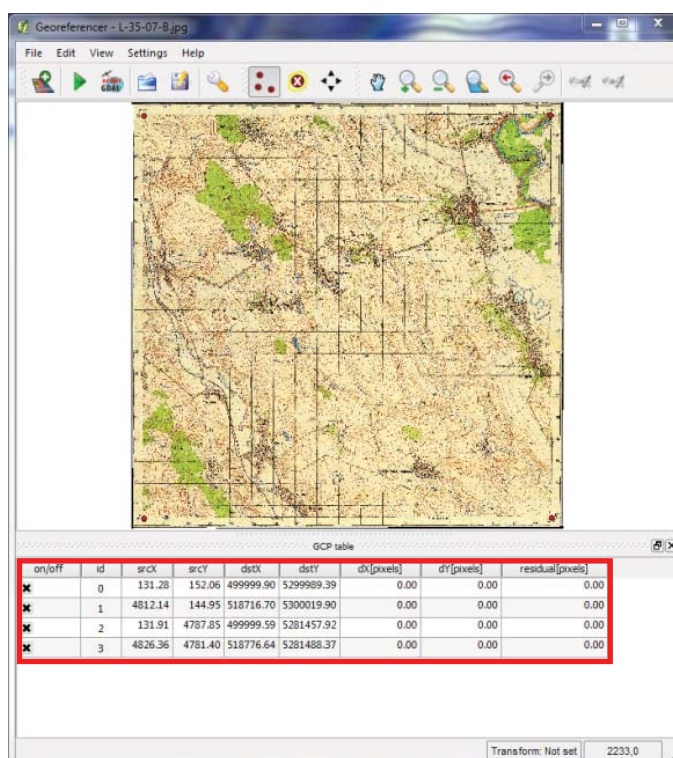 Georeferencer - L-35-07-B.jpg
File Edit View Settings Help
GDAL
GCP table
on/off id srcX srcY dstX dstY dX[pixels] dY[pixels] residual[pixels]
0 131.28 152.06 499999.90 5299989.39 0.00 0.00 0.00
1 4812.14 144.95 518716.70 5300019.90 0.00 0.00 0.00
2 131.91 4787.85 499999.59 5281457.92 0.00 0.00 0.00
3 4826.36 4781.40 518776.64 5281488.37 0.00 0.00 0.00
Transform: Not set 2233,0